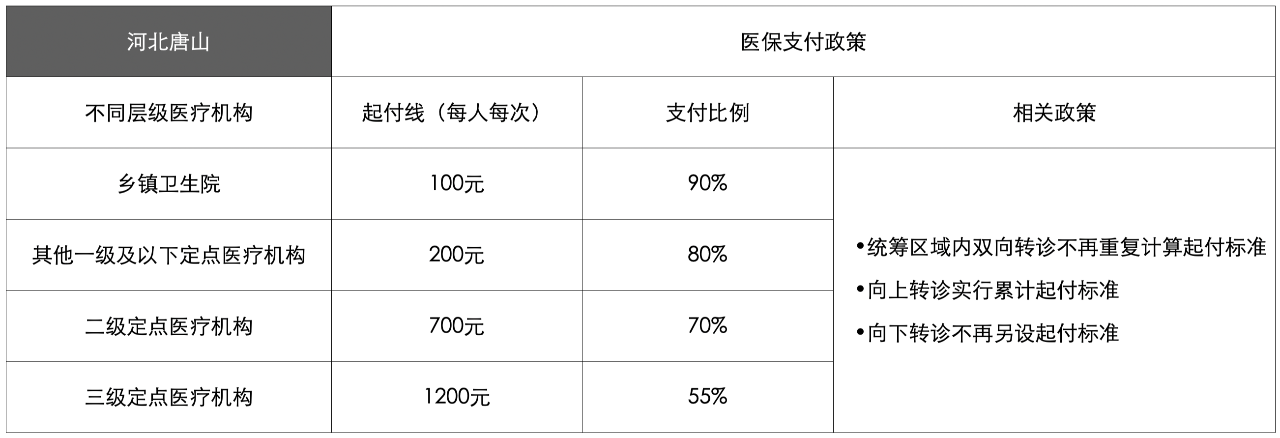 河北唐山 医保支付政策
不同层级医疗机构 起付线（每人每次） 支付比例 相关政策
乡镇卫生院 100元 90%
其他一级及以下定点医疗机构 200元 80%
二级定点医疗机构 700元 70%
三级定点医疗机构 1200元 55%
•统筹区域内双向转诊不再重复计算起付标准
•向上转诊实行累计起付标准
•向下转诊不再另设起付标准